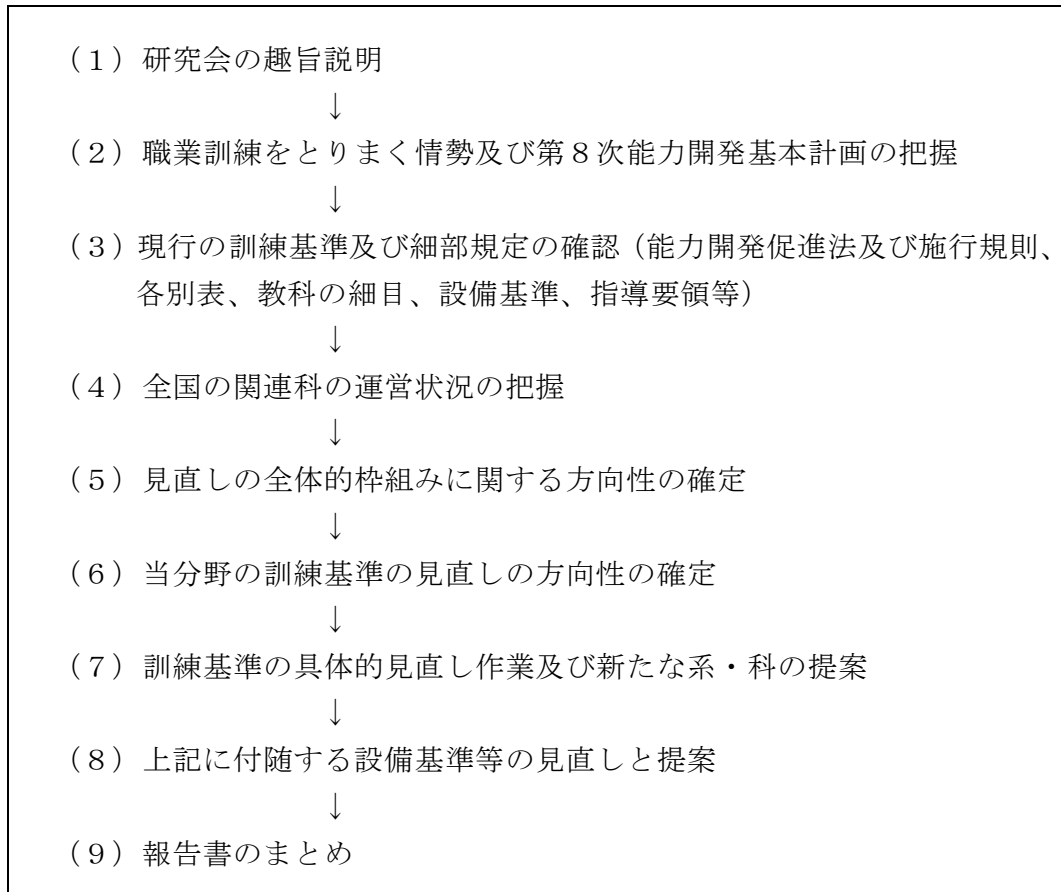 （１）研究会の趣旨説明
↓
（２）職業訓練をとりまく情勢及び第８次能力開発基本計画の把握
↓
（３）現行の訓練基準及び細部規定の確認（能力開発促進法及び施行規則、
各別表、教科の細目、設備基準、指導要領等）
↓
（４）全国の関連科の運営状況の把握
↓
（５）見直しの全体的枠組みに関する方向性の確定
↓
（６）当分野の訓練基準の見直しの方向性の確定
↓
（７）訓練基準の具体的見直し作業及び新たな系・科の提案
↓
（８）上記に付随する設備基準等の見直しと提案
↓
（９）報告書のまとめ